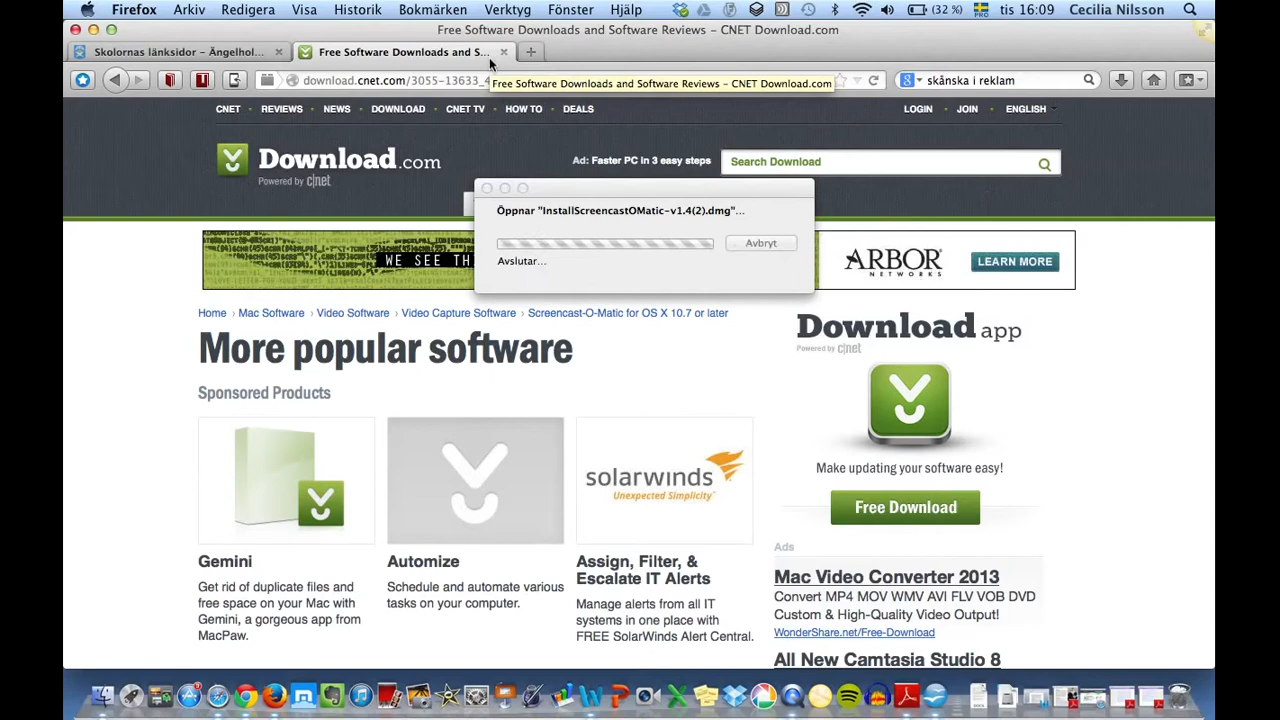 Firefox Arkiv Redigera Visa Historik Bokmärken Verktyg Fönster Hjälp (32 %) tis 16:09 Cecilia Nilsson
Free Software Downloads and Software Reviews – CNET Download.com
Skolornas länksidor – Ängelhol... Free Software Downloads and S...
download.cnet.com/3055-13633_4 skånska i reklam
Free Software Downloads and Software Reviews – CNET Download.com
CNET REVIEWS NEWS DOWNLOAD CNET TV HOW TO DEALS LOGIN JOIN ENGLISH
Download.com
Powered by c|net
Ad: Faster PC in 3 easy steps
Search Download
Öppnar "InstallScreencastOMatic-v1.4(2).dmg"...
Avbryt
Avslutar...
WE SEE
ARBOR
NETWORKS
LEARN MORE
Home › Mac Software › Video Software › Video Capture Software › Screencast-O-Matic for OS X 10.7 or later
More popular software
Sponsored Products
solarwinds
Unexpected Simplicity
Gemini
Get rid of duplicate files and
free space on your Mac with
Gemini, a gorgeous app from
MacPaw.
Automize
Schedule and automate various
tasks on your computer.
Assign, Filter, &
Escalate IT Alerts
Manage alerts from all IT
systems in one place with
FREE SolarWinds Alert Central.
Download app
Powered by c|net
Make updating your software easy!
Free Download
Ads
Mac Video Converter 2013
Convert MP4 MOV WMV AVI FLV VOB DVD
Custom & High-Quality Video Output!
WonderShare.net/Free-Download
All New Camtasia Studio 8